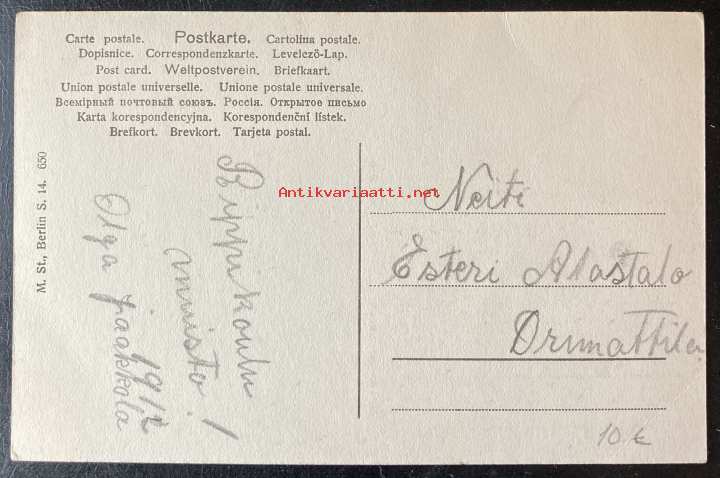 Carte postale. Postkarte. Cartolina postale.
Dopisnice. Correspondenzkarte. Levelező-Lap.
Post card. Weltpostverein. Briefkaart.
Union postale universelle. Unione postale universale.
Всемірный почтовый союзъ. Россія. Открытое письмо
Karta korespondencyjna. Korespondenční lístek.
Brefkort. Brevkort. Tarjeta postal.
M. St., Berlin S. 14. 650
Rippikoulu
muisto!
1912
Olga Jaakkola
Antikvariaatti.net
Neiti
Esteri Alastalo
Orimattila
10 €